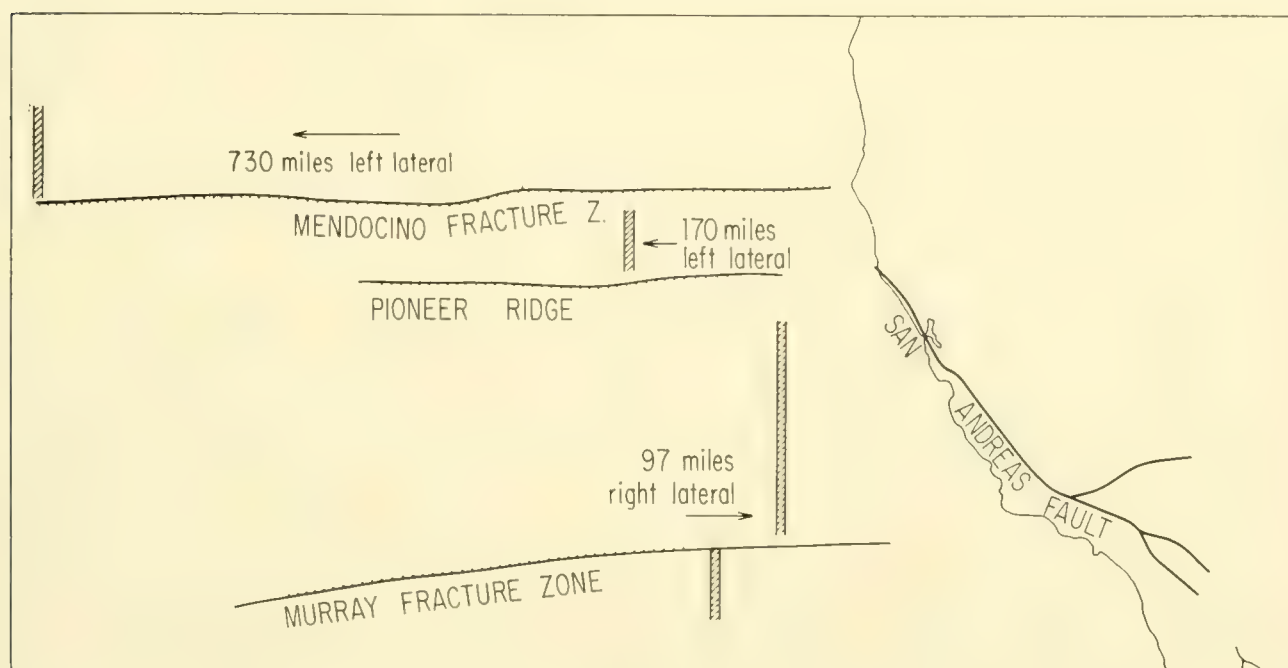 730 miles left lateral
MENDOCINO FRACTURE Z.
170 miles
left lateral
PIONEER RIDGE
SAN ANDREAS FAULT
97 miles
right lateral
MURRAY FRACTURE ZONE